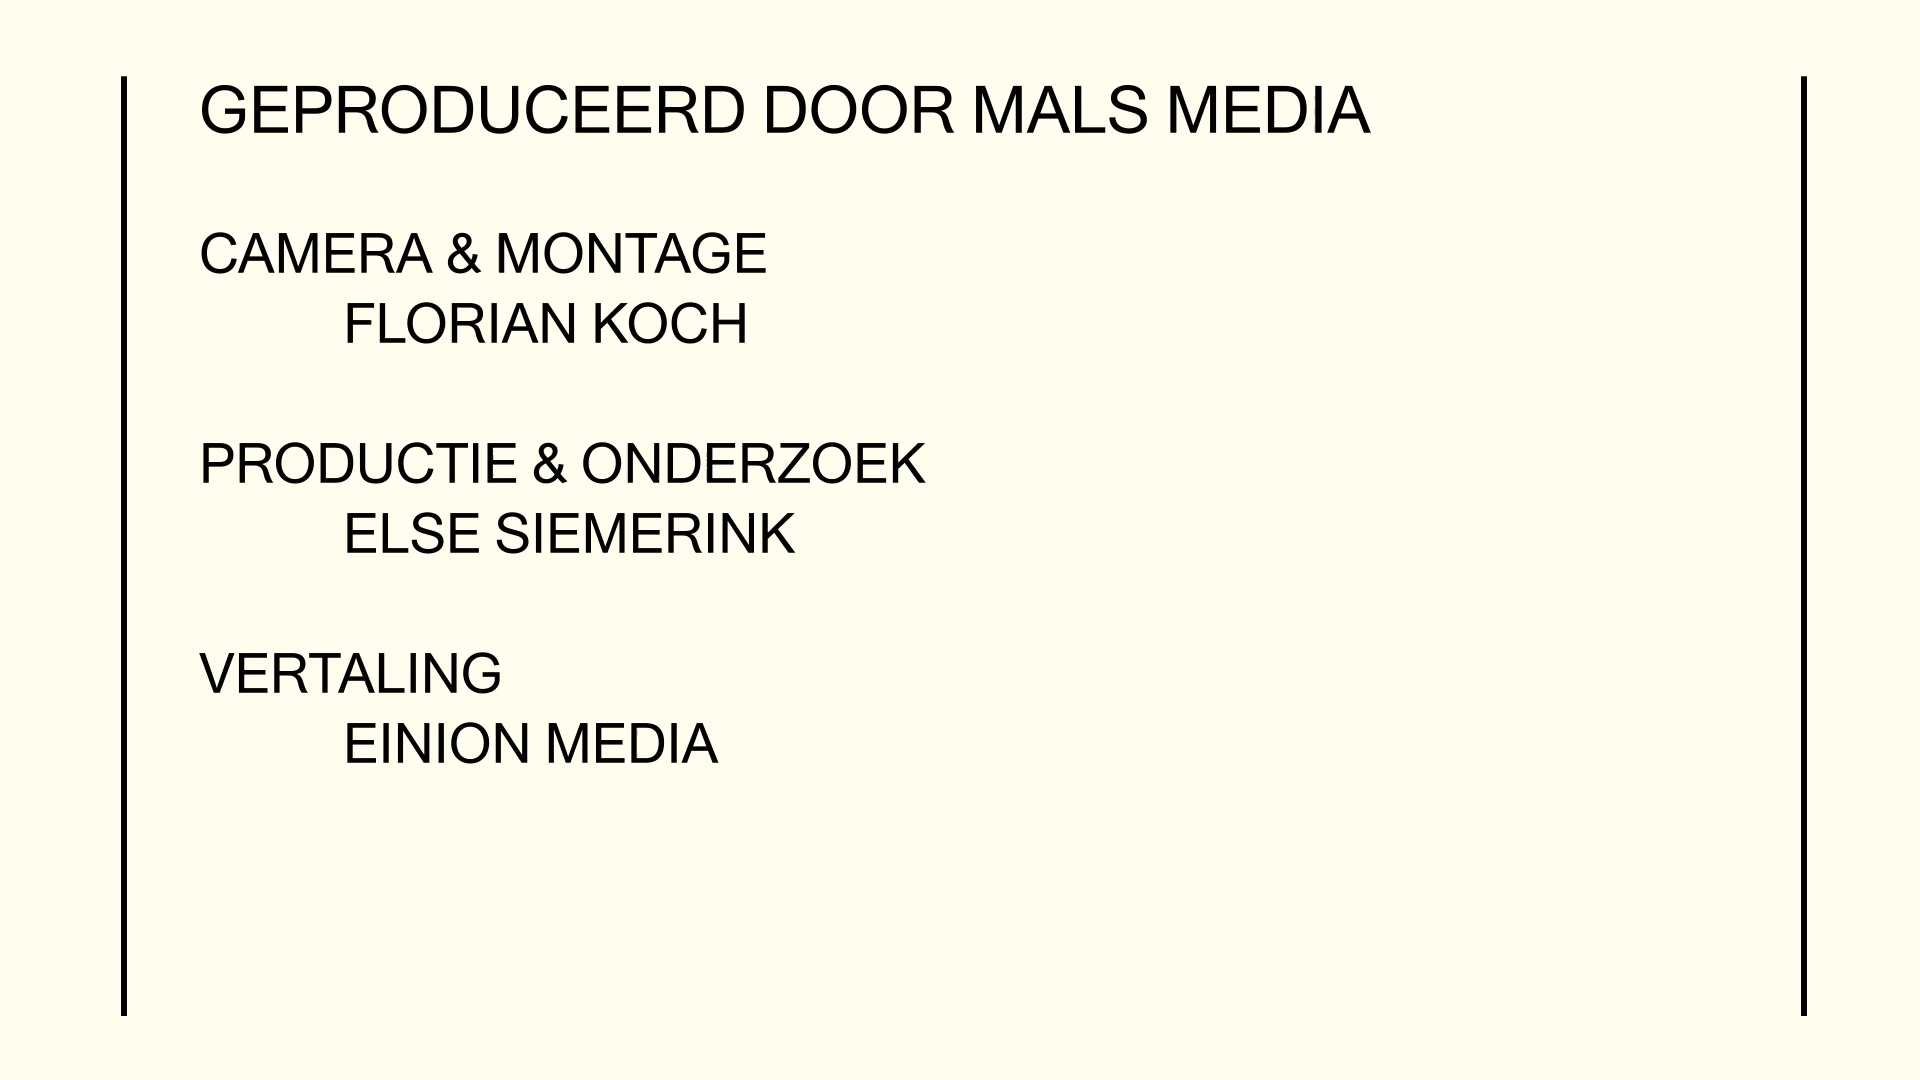 GEPRODUCEERD DOOR MALS MEDIA
CAMERA & MONTAGE
FLORIAN KOCH
PRODUCTIE & ONDERZOEK
ELSE SIEMERINK
VERTALING
EINION MEDIA